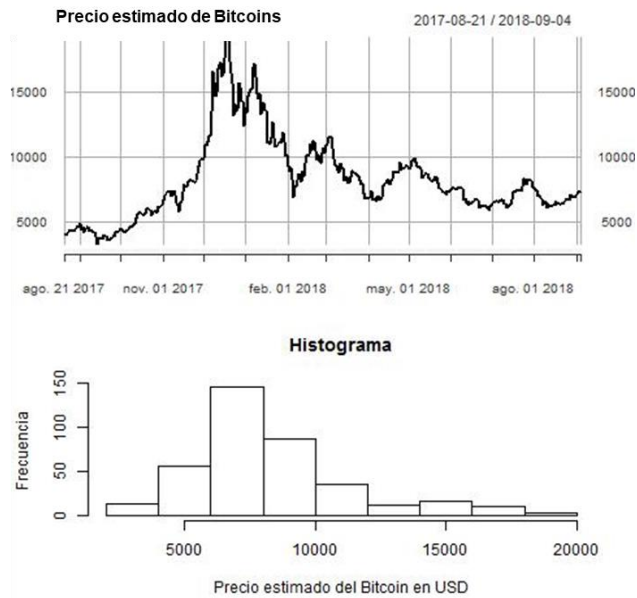 Precio estimado de Bitcoins
2017-08-21 / 2018-09-04
15000 15000
10000 10000
5000 5000
ago. 21 2017 nov. 01 2017 feb. 01 2018 may. 01 2018 ago. 01 2018
Histograma
Frecuencia
150
100
50
0
5000 10000 15000 20000
Precio estimado del Bitcoin en USD